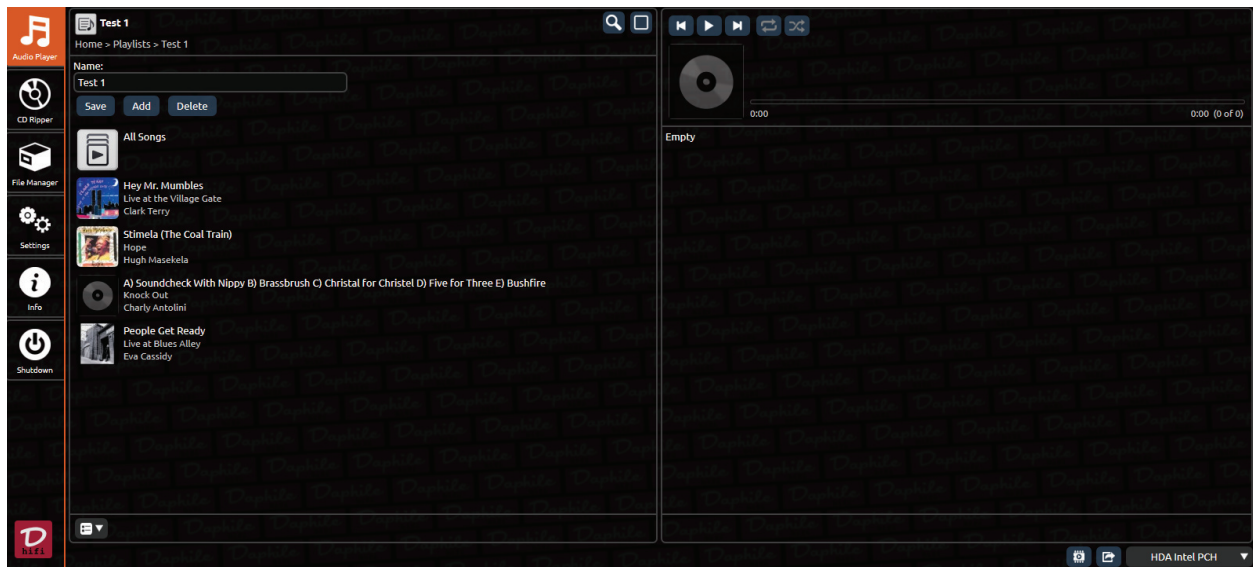 Audio Player
CD Ripper
File Manager
Settings
Info
Shutdown
D
hifi
Test 1
Home > Playlists > Test 1
Name:
Test 1
Save Add Delete
All Songs
Hey Mr. Mumbles
Live at the Village Gate
Clark Terry
Stimela (The Coal Train)
Hope
Hugh Masekela
A) Soundcheck With Nippy B) Brassbrush C) Christal for Christel D) Five for Three E) Bushfire
Knock Out
Charly Antolini
People Get Ready
Live at Blues Alley
Eva Cassidy
0:00 0:00 (0 of 0)
Empty
HDA Intel PCH
Daphile